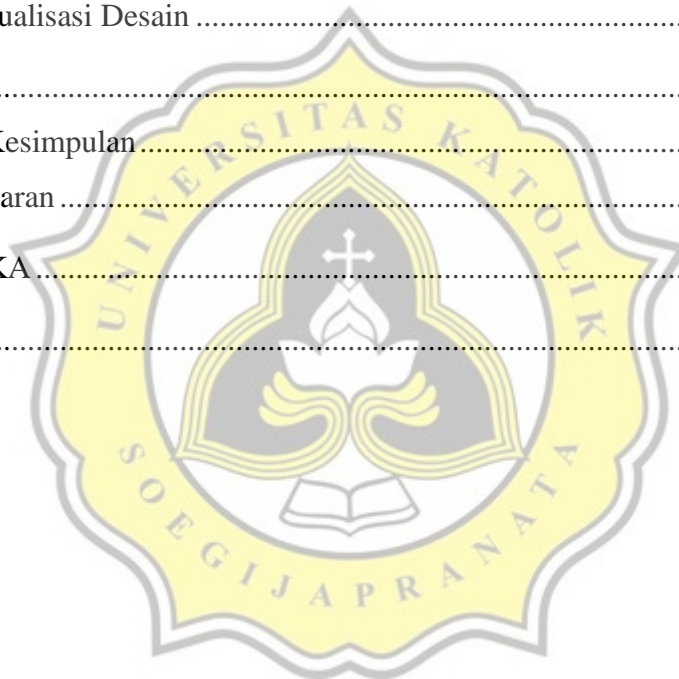 ualisasi Desain ........................................................................
........................................................................
Kesimpulan........................................................................
aran ........................................................................
KA ........................................................................
........................................................................
UNIVERSITAS KATOLIK
SOEGIJAPRANATA